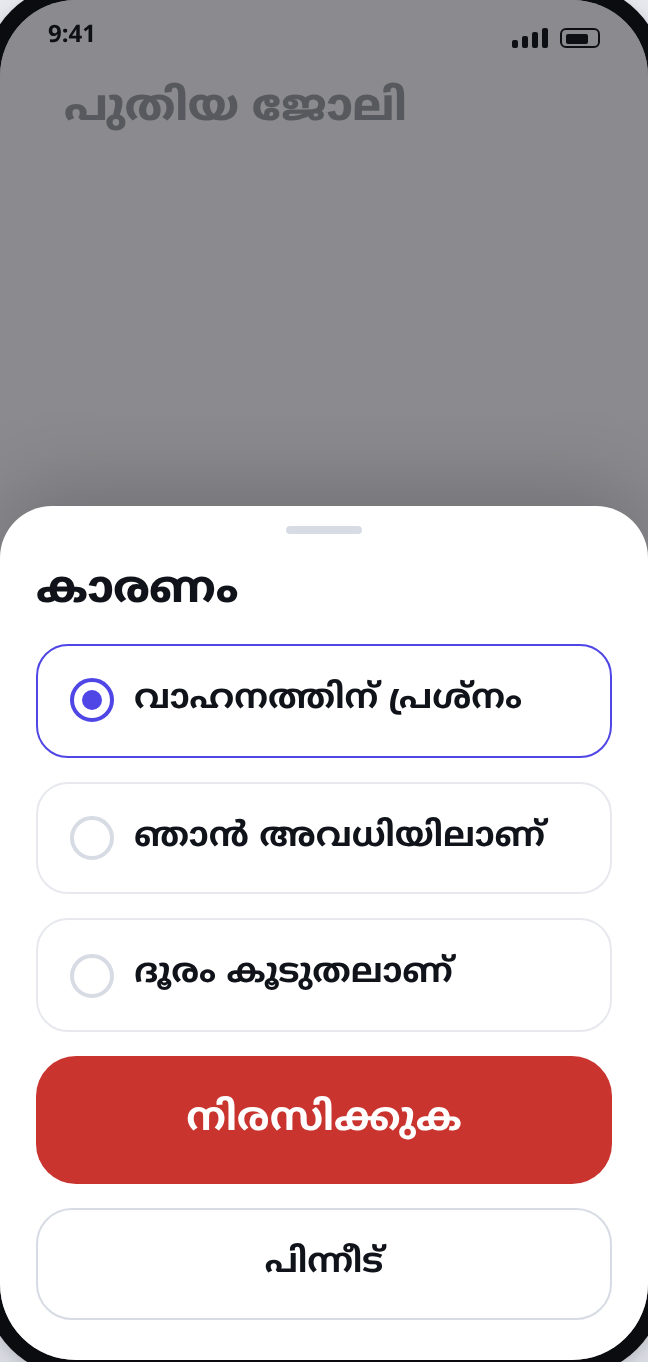 9:41
പുതിയ ജോലി
കാരണം
വാഹനത്തിന് പ്രശ്നം
ഞാൻ അവധിയിലാണ്
ദൂരം കൂടുതലാണ്
നിരസിക്കുക
പിന്നീട്